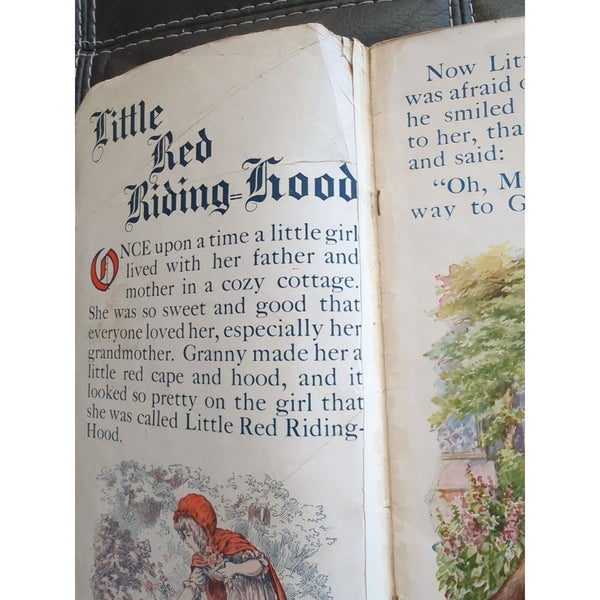 Little
Red
Riding-Hood
ONCE upon a time a little girl
lived with her father and
mother in a cozy cottage.
She was so sweet and good that
everyone loved her, especially her
grandmother. Granny made her a
little red cape and hood, and it
looked so pretty on the girl that
she was called Little Red Riding-
Hood.
Now Litt
was afraid
he smiled
to her, tha
and said:
"Oh, M
way to G